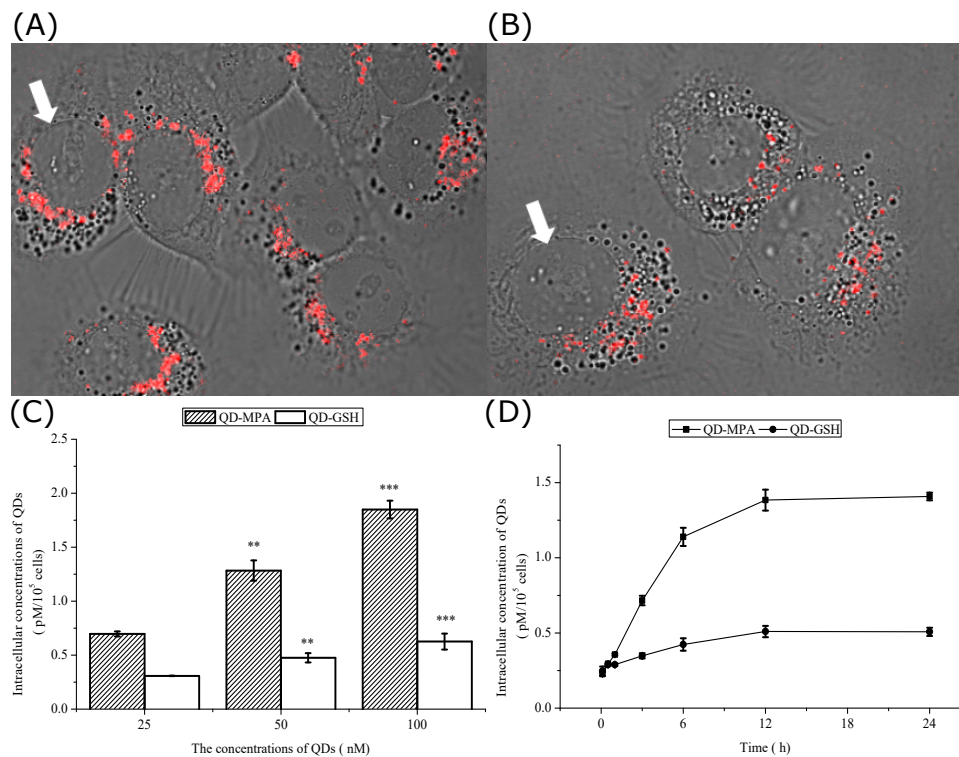 (A)
(B)
(C)
QD-MPA QD-GSH
Intracellular concentrations of QDs
( pM/10⁵ cells)
2.5
2.0
1.5
1.0
0.5
0.0
**
**
***
***
25 50 100
The concentrations of QDs ( nM)
(D)
QD-MPA QD-GSH
Intracellular concentration of QDs
( pM/10⁵ cells)
1.5
1.0
0.5
0.0
0 6 12 18 24
Time ( h)